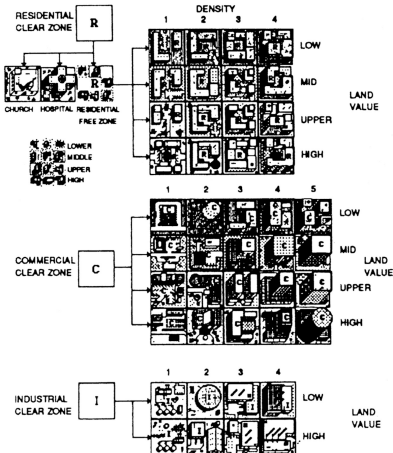 RESIDENTIAL
CLEAR ZONE
R
DENSITY
1 2 3 4
LOW
MID
UPPER
HIGH
LAND
VALUE
CHURCH HOSPITAL RESIDENTIAL
FREE ZONE
LOWER
MIDDLE
UPPER
HIGH
1 2 3 4 5
COMMERCIAL
CLEAR ZONE
C
LOW
MID
UPPER
HIGH
LAND
VALUE
1 2 3 4
INDUSTRIAL
CLEAR ZONE
I
LOW
HIGH
LAND
VALUE